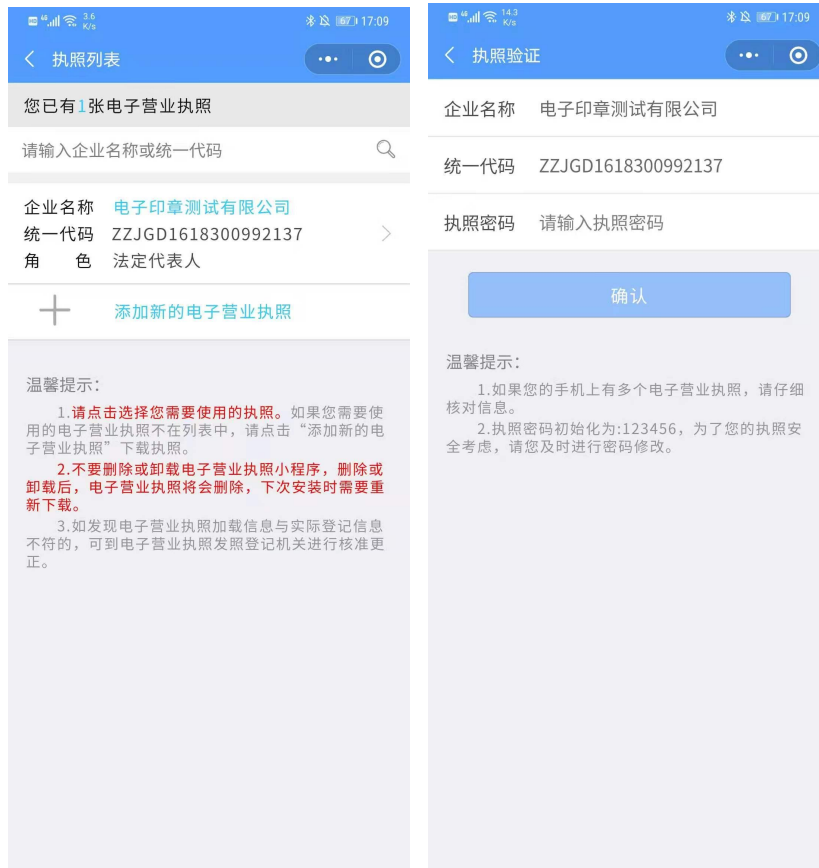 HD 46 3.6 K/s 67 17:09
执照列表
您已有1张电子营业执照
请输入企业名称或统一代码
企业名称 电子印章测试有限公司
统一代码 ZZJGD1618300992137
角 色 法定代表人
添加新的电子营业执照
温馨提示：
1.请点击选择您需要使用的执照。如果您需要使
用的电子营业执照不在列表中，请点击“添加新的电
子营业执照”下载执照。
2.不要删除或卸载电子营业执照小程序，删除或
卸载后，电子营业执照将会删除，下次安装时需要重
新下载。
3.如发现电子营业执照加载信息与实际登记信息
不符的，可到电子营业执照发照登记机关进行核准更
正。
HD 46 14.3 K/s 67 17:09
执照验证
企业名称 电子印章测试有限公司
统一代码 ZZJGD1618300992137
执照密码 请输入执照密码
确认
温馨提示：
1.如果您的手机上有多个电子营业执照，请仔细
核对信息。
2.执照密码初始化为:123456，为了您的执照安
全考虑，请您及时进行密码修改。